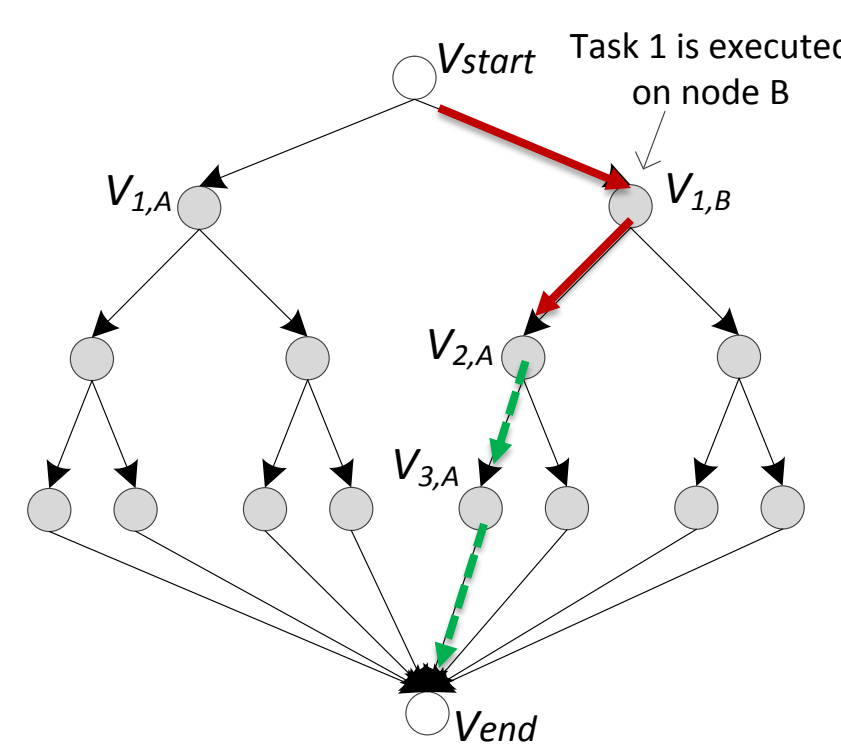 Vstart
Task 1 is executed
on node B
V1,A
V1,B
V2,A
V3,A
Vend